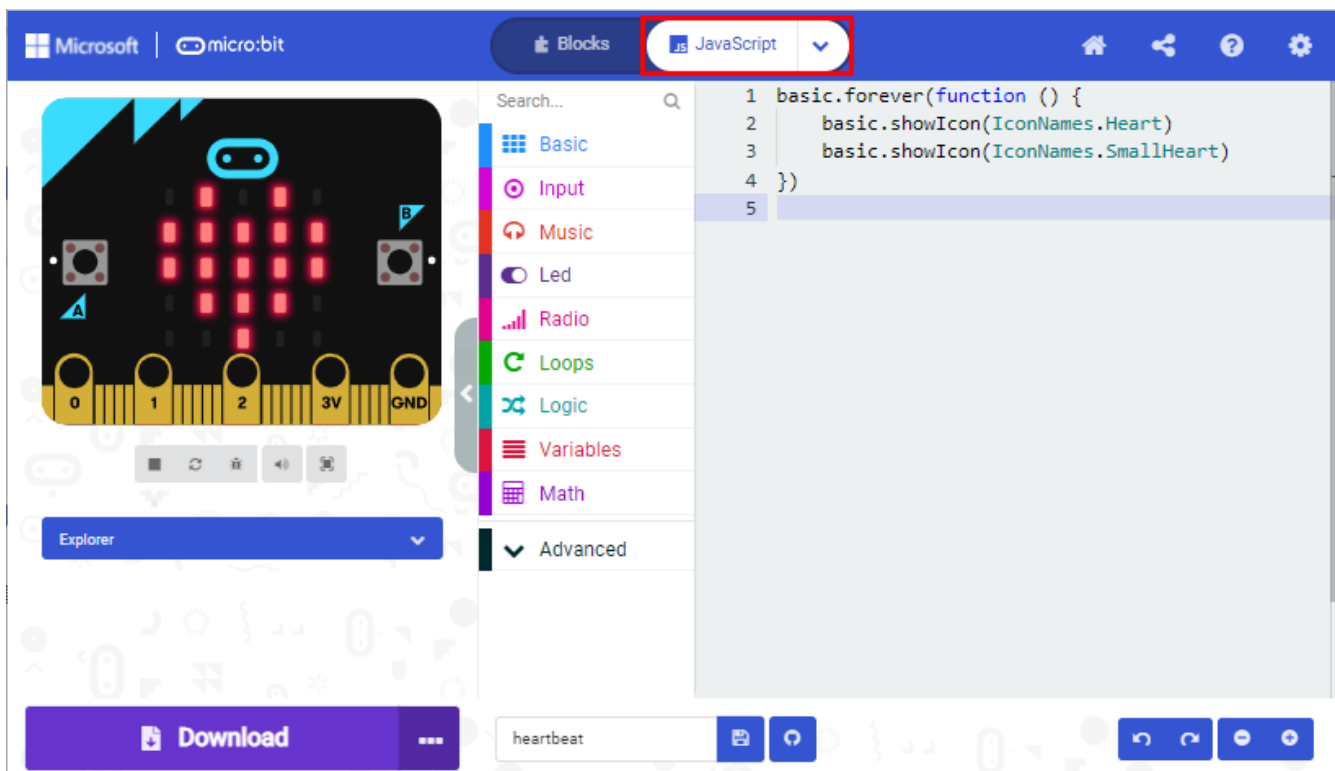 Microsoft micro:bit
Blocks
JS JavaScript
B
A
0 1 2 3V GND
Explorer
Search...
Basic
Input
Music
Led
Radio
Loops
Logic
Variables
Math
Advanced
1 basic.forever(function () {
2     basic.showIcon(IconNames.Heart)
3     basic.showIcon(IconNames.SmallHeart)
4 })
5
Download
heartbeat